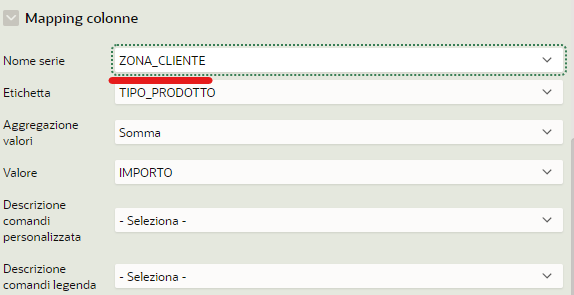 Mapping colonne
Nome serie
ZONA_CLIENTE
Etichetta
TIPO_PRODOTTO
Aggregazione
valori
Somma
Valore
IMPORTO
Descrizione
comandi
personalizzata
- Seleziona -
Descrizione
comandi legenda
- Seleziona -